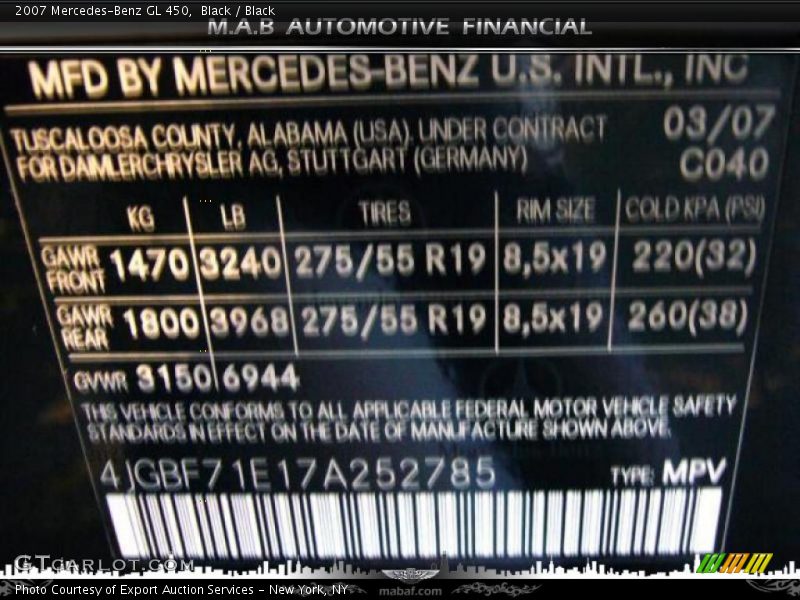 2007 Mercedes-Benz GL 450, Black / Black
M.A.B AUTOMOTIVE FINANCIAL
MFD BY MERCEDES-BENZ U.S. INTL., INC
TUSCALOOSA COUNTY, ALABAMA (USA), UNDER CONTRACT 03/07
FOR DAIMLERCHRYSLER AG, STUTTGART (GERMANY) C040
KG LB TIRES RIM SIZE COLD KPA (PSI)
GAWR FRONT 1470 3240 275/55 R19 8,5x19 220(32)
GAWR REAR 1800 3968 275/55 R19 8,5x19 260(38)
GVWR 3150 6944
THIS VEHICLE CONFORMS TO ALL APPLICABLE FEDERAL MOTOR VEHICLE SAFETY
STANDARDS IN EFFECT ON THE DATE OF MANUFACTURE SHOWN ABOVE.
4JGBF71E17A252785 TYPE: MPV
GTcarlot.com
Photo Courtesy of Export Auction Services - New York, NY
mabaf.com